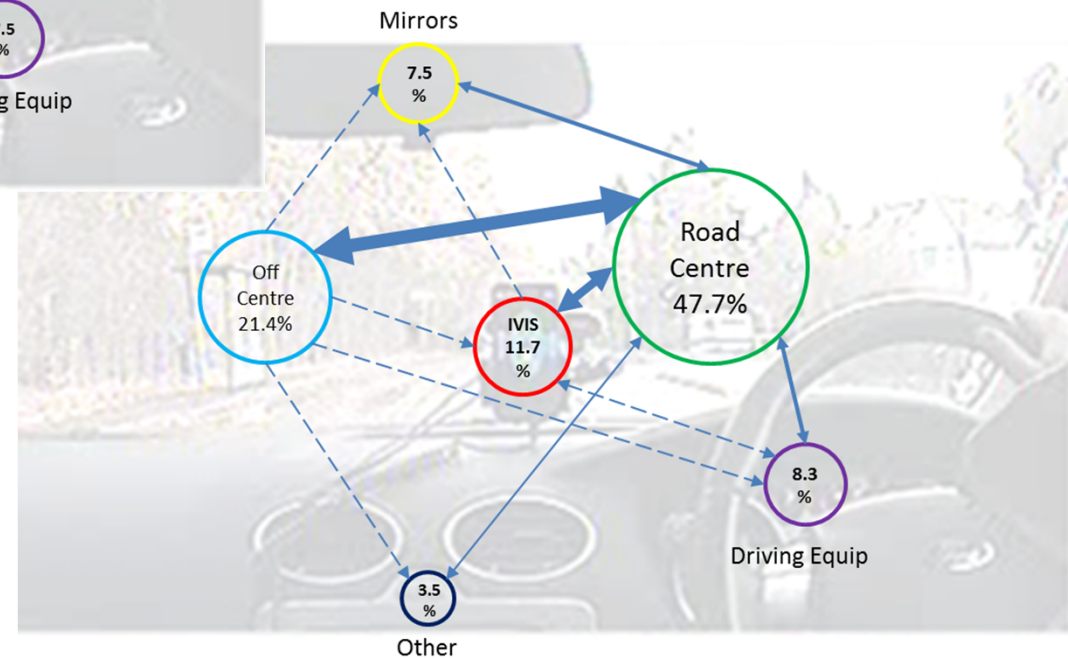 Mirrors
.5
%
g Equip
7.5
%
Road
Centre
47.7%
Off
Centre
21.4%
IVIS
11.7
%
8.3
%
Driving Equip
3.5
%
Other